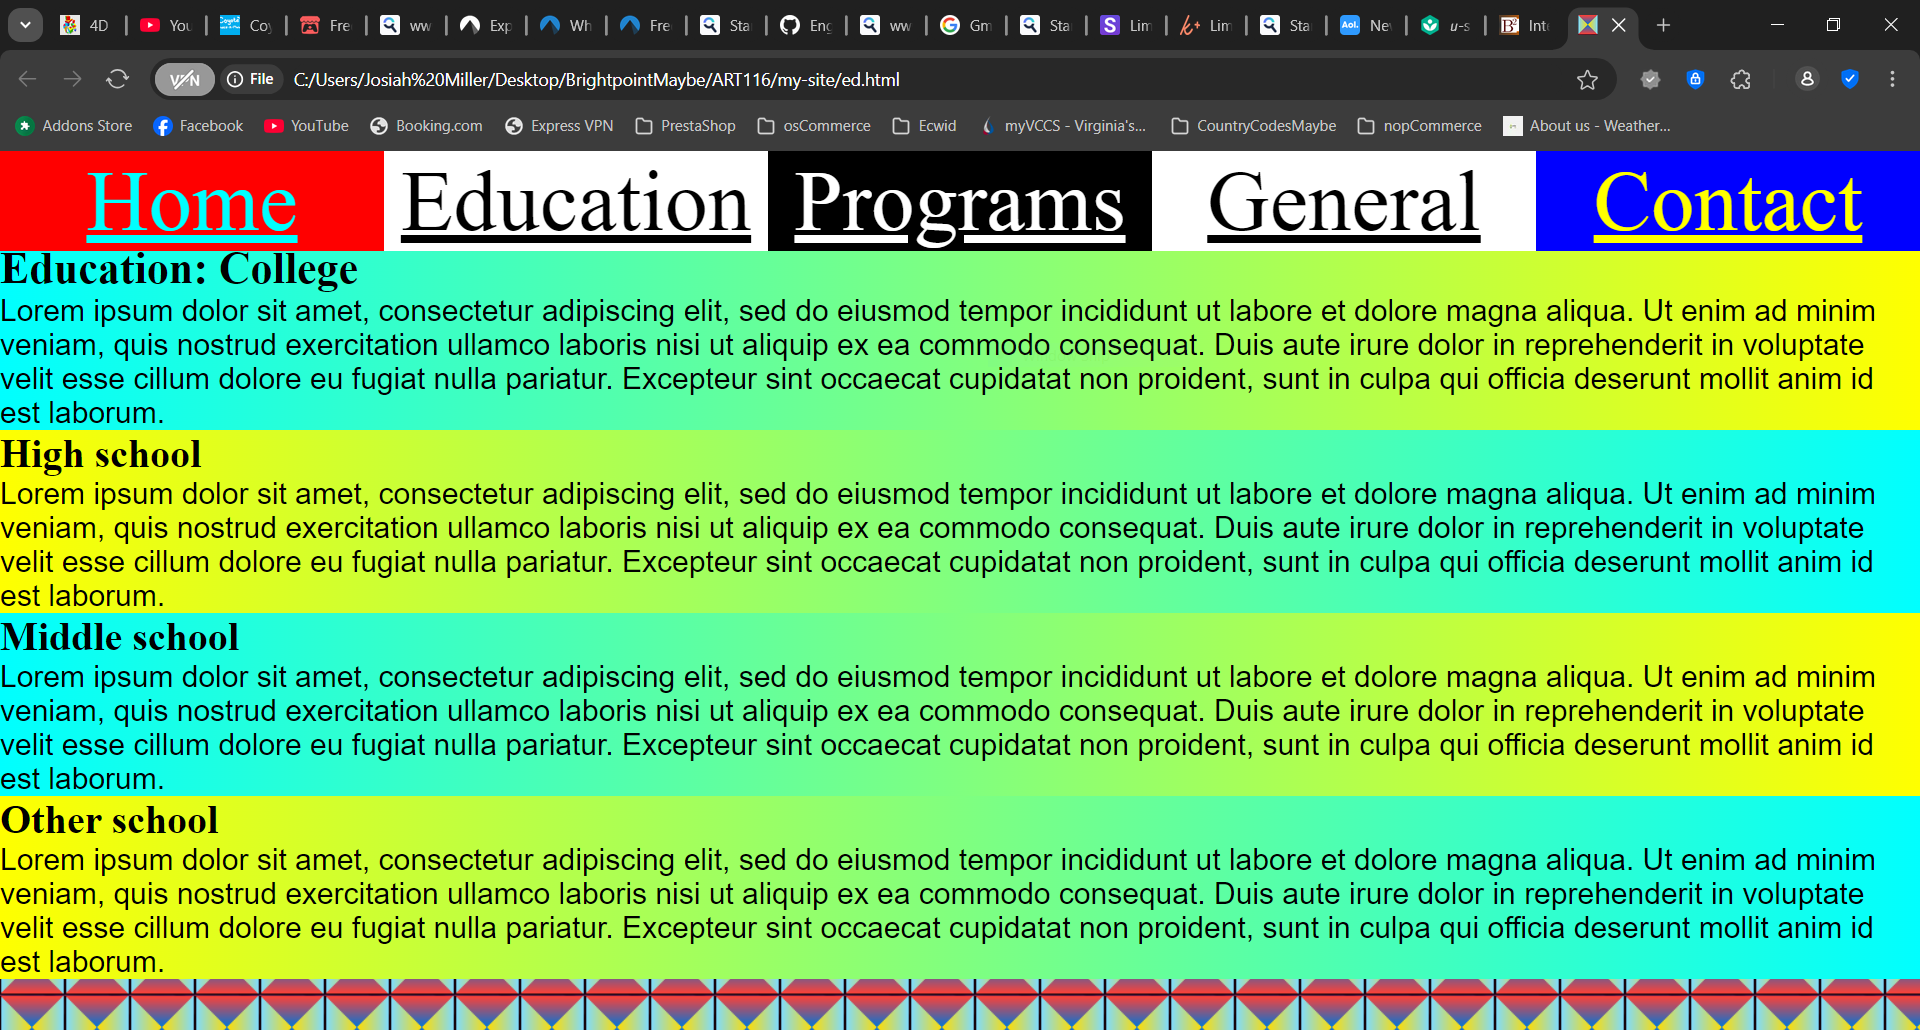 4D
You
Coy
Fre
ww
Exp
Wh
Fre
Sta
Eng
ww
Gm
Sta
Lim
Lim
Sta
Aol.
Nev
u-s
B²
Inte
VPN
File
C:/Users/Josiah%20Miller/Desktop/BrightpointMaybe/ART116/my-site/ed.html
Addons Store
Facebook
YouTube
Booking.com
Express VPN
PrestaShop
osCommerce
Ecwid
myVCCS - Virginia's...
CountryCodesMaybe
nopCommerce
About us - Weather...
Home
Education
Programs
General
Contact
Education: College
Lorem ipsum dolor sit amet, consectetur adipiscing elit, sed do eiusmod tempor incididunt ut labore et dolore magna aliqua. Ut enim ad minim
veniam, quis nostrud exercitation ullamco laboris nisi ut aliquip ex ea commodo consequat. Duis aute irure dolor in reprehenderit in voluptate
velit esse cillum dolore eu fugiat nulla pariatur. Excepteur sint occaecat cupidatat non proident, sunt in culpa qui officia deserunt mollit anim id
est laborum.
High school
Lorem ipsum dolor sit amet, consectetur adipiscing elit, sed do eiusmod tempor incididunt ut labore et dolore magna aliqua. Ut enim ad minim
veniam, quis nostrud exercitation ullamco laboris nisi ut aliquip ex ea commodo consequat. Duis aute irure dolor in reprehenderit in voluptate
velit esse cillum dolore eu fugiat nulla pariatur. Excepteur sint occaecat cupidatat non proident, sunt in culpa qui officia deserunt mollit anim id
est laborum.
Middle school
Lorem ipsum dolor sit amet, consectetur adipiscing elit, sed do eiusmod tempor incididunt ut labore et dolore magna aliqua. Ut enim ad minim
veniam, quis nostrud exercitation ullamco laboris nisi ut aliquip ex ea commodo consequat. Duis aute irure dolor in reprehenderit in voluptate
velit esse cillum dolore eu fugiat nulla pariatur. Excepteur sint occaecat cupidatat non proident, sunt in culpa qui officia deserunt mollit anim id
est laborum.
Other school
Lorem ipsum dolor sit amet, consectetur adipiscing elit, sed do eiusmod tempor incididunt ut labore et dolore magna aliqua. Ut enim ad minim
veniam, quis nostrud exercitation ullamco laboris nisi ut aliquip ex ea commodo consequat. Duis aute irure dolor in reprehenderit in voluptate
velit esse cillum dolore eu fugiat nulla pariatur. Excepteur sint occaecat cupidatat non proident, sunt in culpa qui officia deserunt mollit anim id
est laborum.